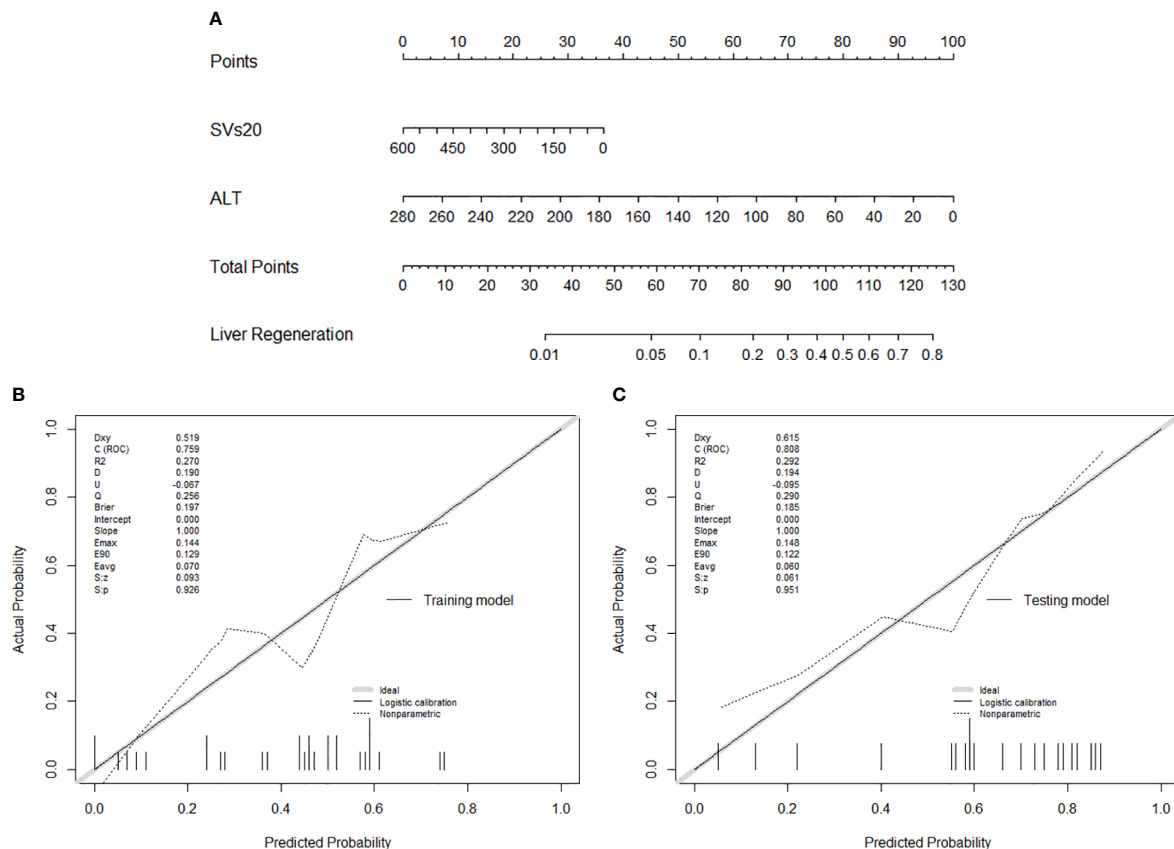 A
Points
0 10 20 30 40 50 60 70 80 90 100
SVs20
600 450 300 150 0
ALT
280 260 240 220 200 180 160 140 120 100 80 60 40 20 0
Total Points
0 10 20 30 40 50 60 70 80 90 100 110 120 130
Liver Regeneration
0.01 0.05 0.1 0.2 0.3 0.4 0.5 0.6 0.7 0.8
B
Dxy 0.519
C (ROC) 0.759
R2 0.270
D 0.190
U -0.067
Q 0.256
Brier 0.197
Intercept 0.000
Slope 1.000
Emax 0.144
E90 0.129
Eavg 0.070
S:z 0.093
S:p 0.926
Training model
Ideal
Logistic calibration
Nonparametric
Actual Probability
0.0 0.2 0.4 0.6 0.8 1.0
0.0 0.2 0.4 0.6 0.8 1.0
Predicted Probability
C
Dxy 0.615
C (ROC) 0.808
R2 0.292
D 0.194
U -0.095
Q 0.290
Brier 0.185
Intercept 0.000
Slope 1.000
Emax 0.148
E90 0.122
Eavg 0.060
S:z 0.061
S:p 0.951
Testing model
Ideal
Logistic calibration
Nonparametric
Actual Probability
0.0 0.2 0.4 0.6 0.8 1.0
0.0 0.2 0.4 0.6 0.8 1.0
Predicted Probability